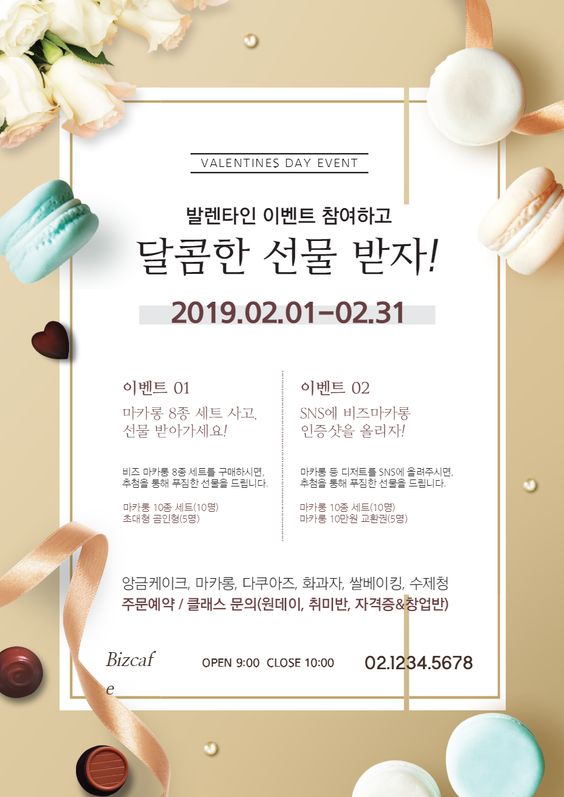 VALENTINES DAY EVENT
발렌타인 이벤트 참여하고
달콤한 선물 받자!
2019.02.01-02.31
이벤트 01
마카롱 8종 세트 사고,
선물 받아가세요!
비즈 마카롱 8종 세트를 구매하시면,
추첨을 통해 푸짐한 선물을 드립니다.
마카롱 10종 세트(10명)
초대형 곰인형(5명)
이벤트 02
SNS에 비즈마카롱
인증샷을 올리자!
마카롱 등 디저트를 SNS에 올려주시면,
추첨을 통해 푸짐한 선물을 드립니다.
마카롱 10종 세트(10명)
마카롱 10만원 교환권(5명)
앙금케이크, 마카롱, 다쿠아즈, 화과자, 쌀베이킹, 수제청
주문예약 / 클래스 문의(원데이, 취미반, 자격증&창업반)
Bizcaf
e
OPEN 9:00 CLOSE 10:00
02.1234.5678